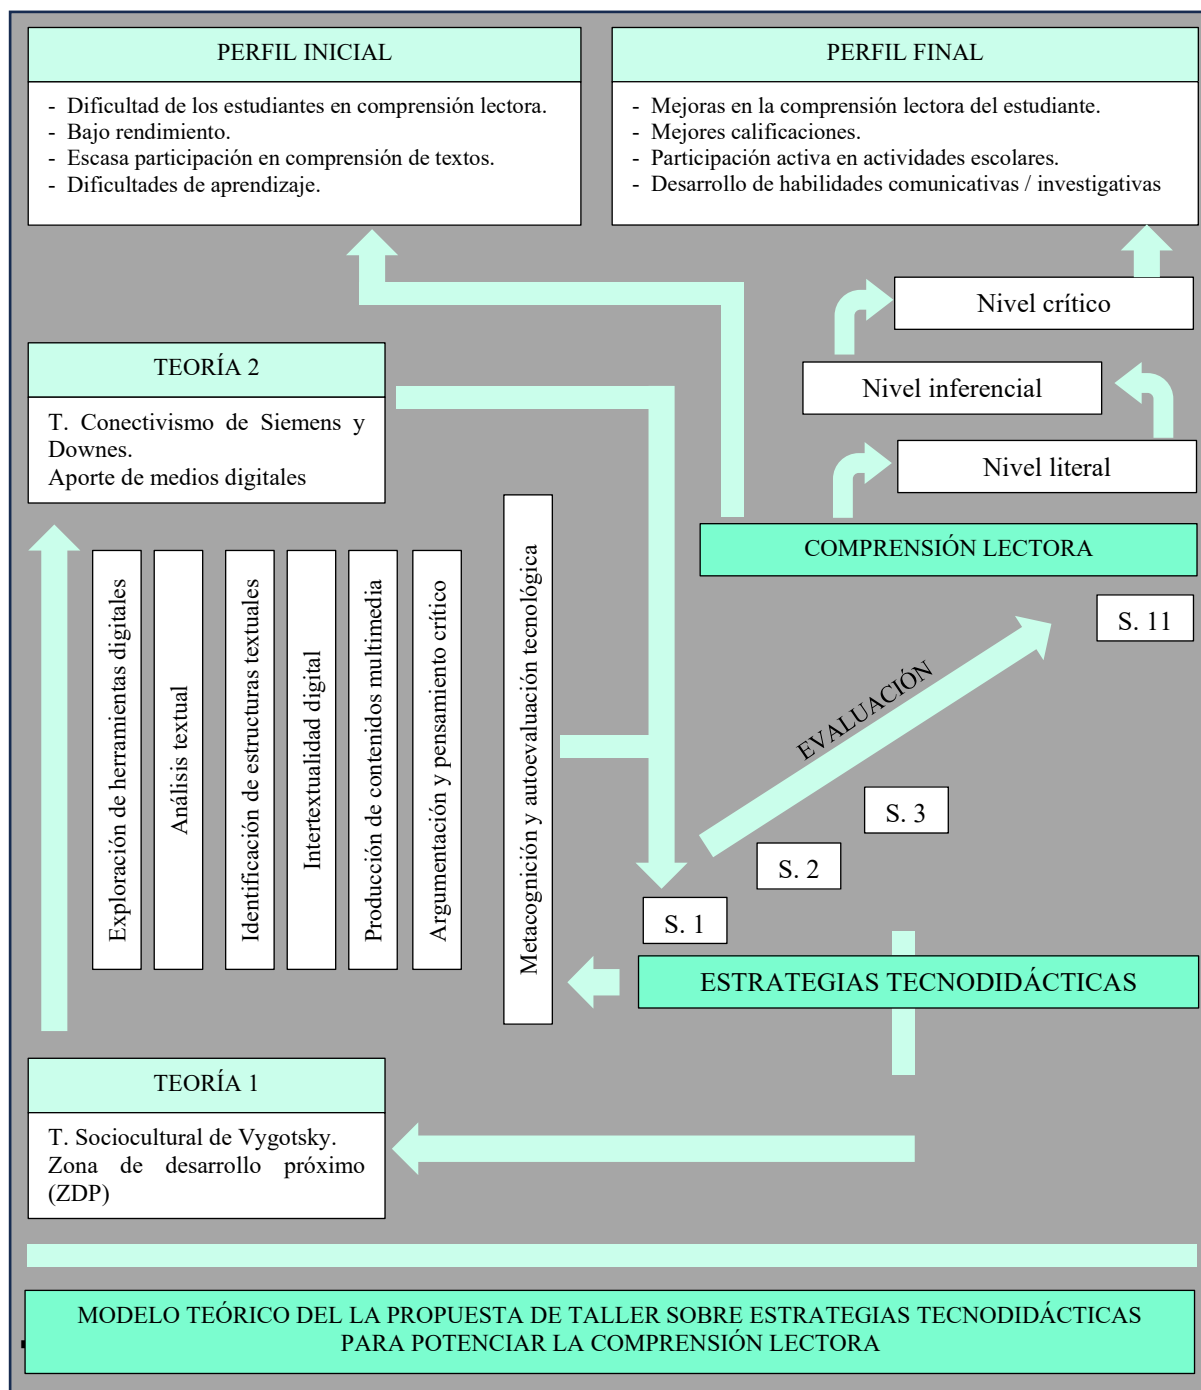 PERFIL INICIAL
- Dificultad de los estudiantes en comprensión lectora.
- Bajo rendimiento.
- Escasa participación en comprensión de textos.
- Dificultades de aprendizaje.
PERFIL FINAL
- Mejoras en la comprensión lectora del estudiante.
- Mejores calificaciones.
- Participación activa en actividades escolares.
- Desarrollo de habilidades comunicativas / investigativas
Nivel crítico
Nivel inferencial
Nivel literal
COMPRENSIÓN LECTORA
TEORÍA 2
T. Conectivismo de Siemens y
Downes.
Aporte de medios digitales
Exploración de herramientas digitales
Análisis textual
Identificación de estructuras textuales
Intertextualidad digital
Producción de contenidos multimedia
Argumentación y pensamiento crítico
Metacognición y autoevaluación tecnológica
EVALUACIÓN
S. 11
S. 3
S. 2
S. 1
ESTRATEGIAS TECNODIDÁCTICAS
TEORÍA 1
T. Sociocultural de Vygotsky.
Zona de desarrollo próximo
(ZDP)
MODELO TEÓRICO DEL LA PROPUESTA DE TALLER SOBRE ESTRATEGIAS TECNODIDÁCTICAS
PARA POTENCIAR LA COMPRENSIÓN LECTORA